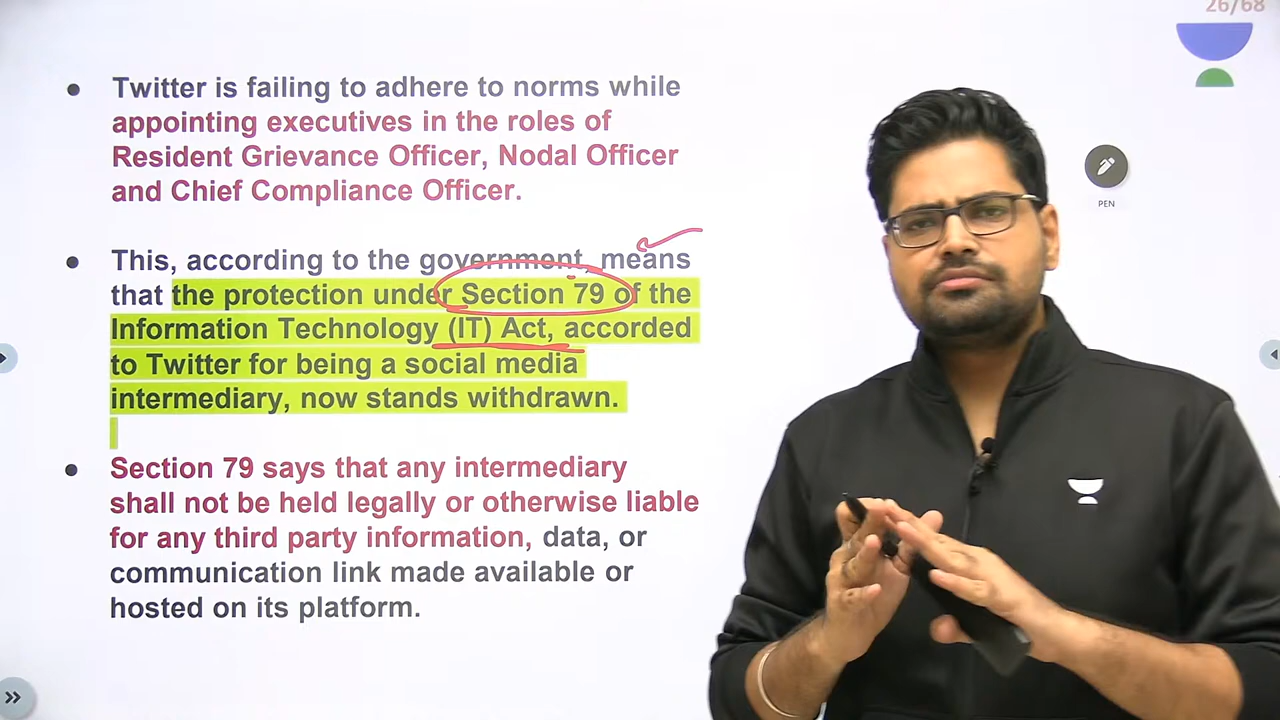 26/68
Twitter is failing to adhere to norms while
appointing executives in the roles of
Resident Grievance Officer, Nodal Officer
and Chief Compliance Officer.
This, according to the government, means
that the protection under Section 79 of the
Information Technology (IT) Act, accorded
to Twitter for being a social media
intermediary, now stands withdrawn.
Section 79 says that any intermediary
shall not be held legally or otherwise liable
for any third party information, data, or
communication link made available or
hosted on its platform.
PEN